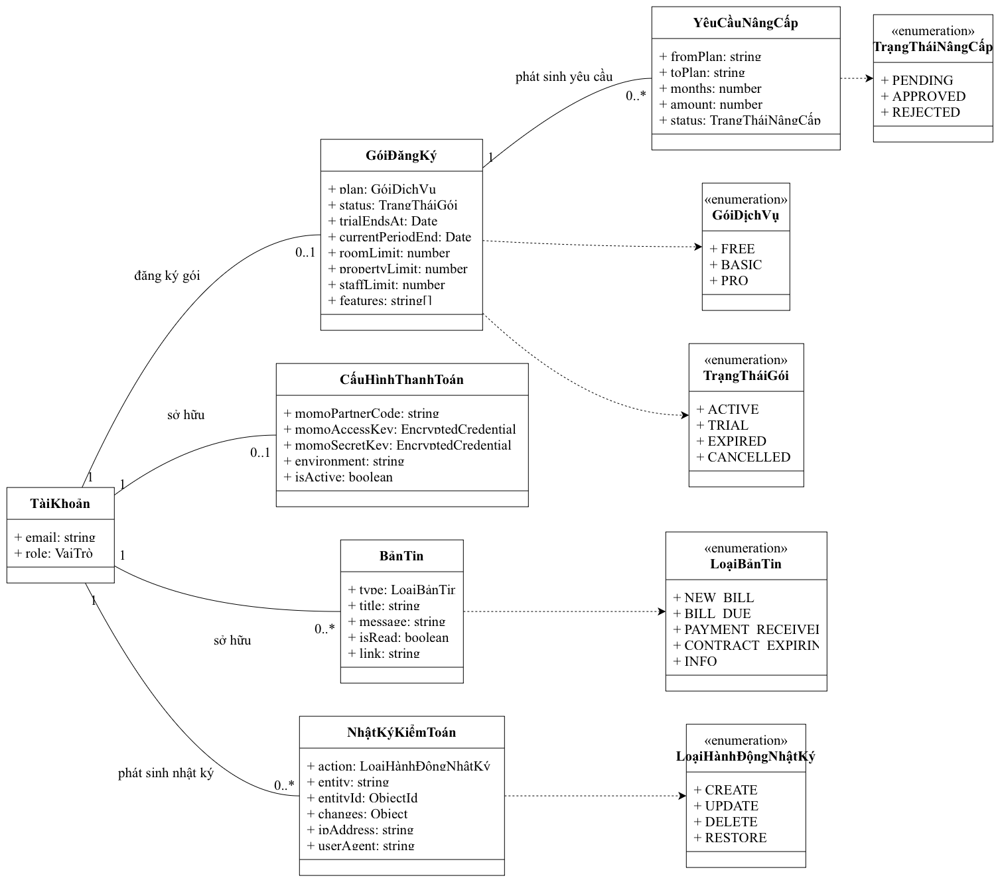 YêuCầuNângCấp
+ fromPlan: string
+ toPlan: string
+ months: number
+ amount: number
+ status: TrạngTháiNângCấp
«enumeration»
TrạngTháiNângCấp
+ PENDING
+ APPROVED
+ REJECTED
phát sinh yêu cầu
0..*
1
GóiĐăngKý
+ plan: GóiDịchVụ
+ status: TrạngTháiGói
+ trialEndsAt: Date
+ currentPeriodEnd: Date
+ roomLimit: number
+ propertyLimit: number
+ staffLimit: number
+ features: string[]
«enumeration»
GóiDịchVụ
+ FREE
+ BASIC
+ PRO
đăng ký gói
0..1
1
«enumeration»
TrạngTháiGói
+ ACTIVE
+ TRIAL
+ EXPIRED
+ CANCELLED
CấuHìnhThanhToán
+ momoPartnerCode: string
+ momoAccessKey: EncryptedCredential
+ momoSecretKey: EncryptedCredential
+ environment: string
+ isActive: boolean
sở hữu
0..1
1
TàiKhoản
+ email: string
+ role: VaiTrò
1
1
BảnTin
+ type: LoạiBảnTin
+ title: string
+ message: string
+ isRead: boolean
+ link: string
sở hữu
0..*
«enumeration»
LoạiBảnTin
+ NEW_BILL
+ BILL_DUE
+ PAYMENT_RECEIVEI
+ CONTRACT_EXPIRIN
+ INFO
NhậtKýKiểmToán
+ action: LoạiHànhĐộngNhậtKý
+ entity: string
+ entityId: ObjectId
+ changes: Object
+ ipAddress: string
+ userAgent: string
phát sinh nhật ký
0..*
«enumeration»
LoạiHànhĐộngNhậtKý
+ CREATE
+ UPDATE
+ DELETE
+ RESTORE